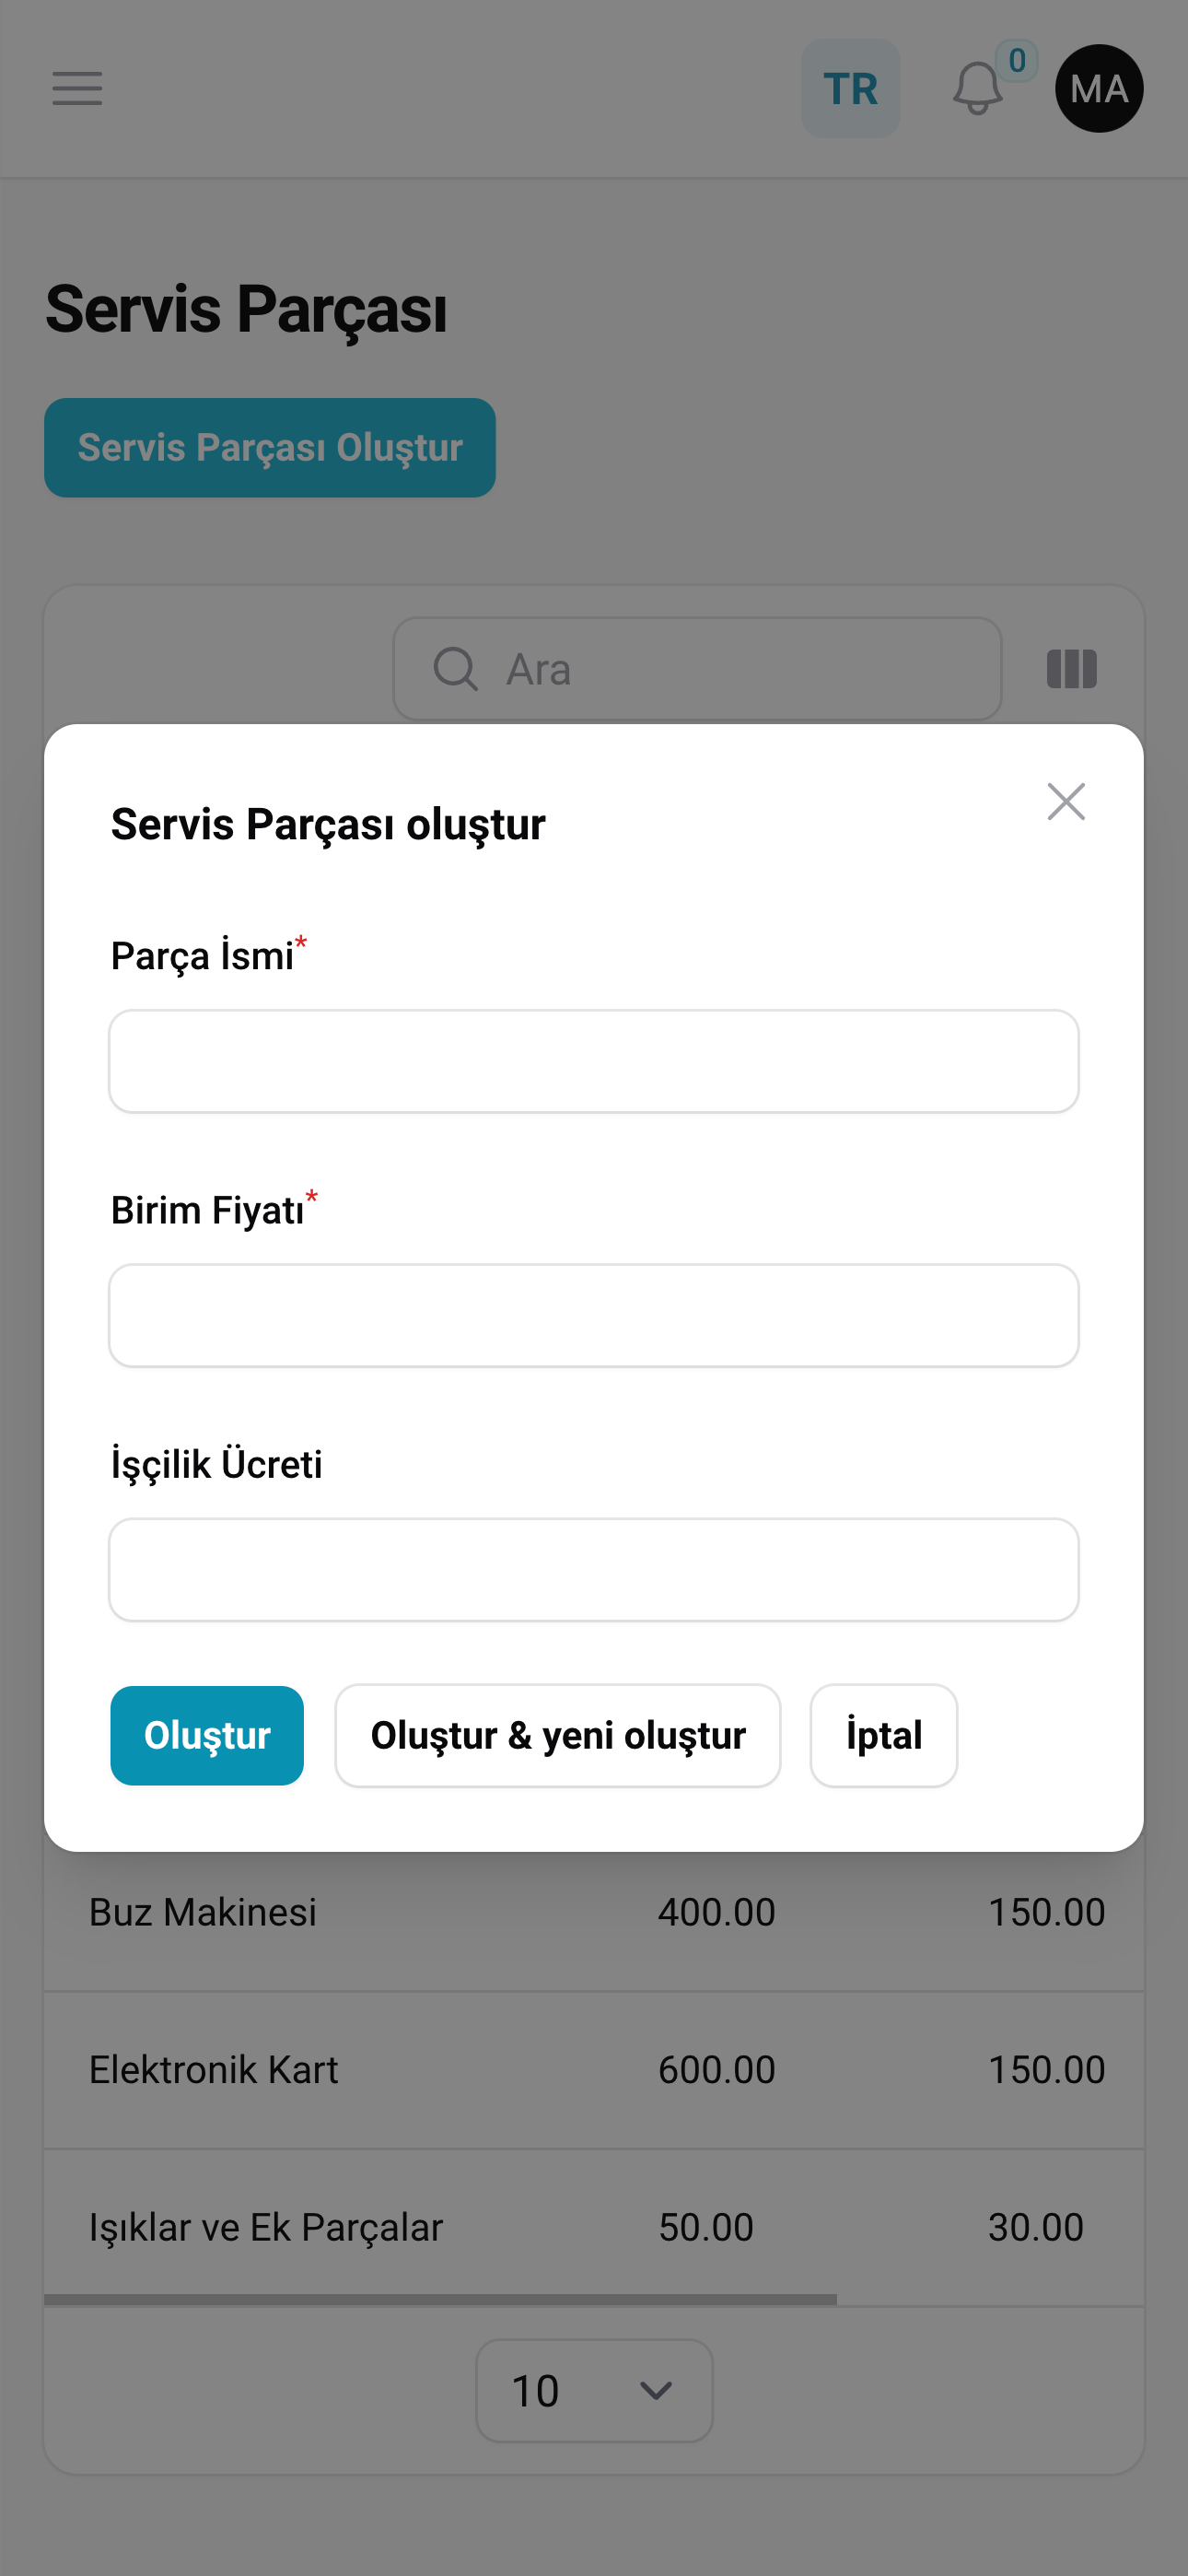 TR
0
MA
Servis Parçası
Servis Parçası Oluştur
Ara
Servis Parçası oluştur
Parça İsmi*
Birim Fiyatı*
İşçilik Ücreti
Oluştur
Oluştur & yeni oluştur
İptal
Buz Makinesi 400.00 150.00
Elektronik Kart 600.00 150.00
Işıklar ve Ek Parçalar 50.00 30.00
10